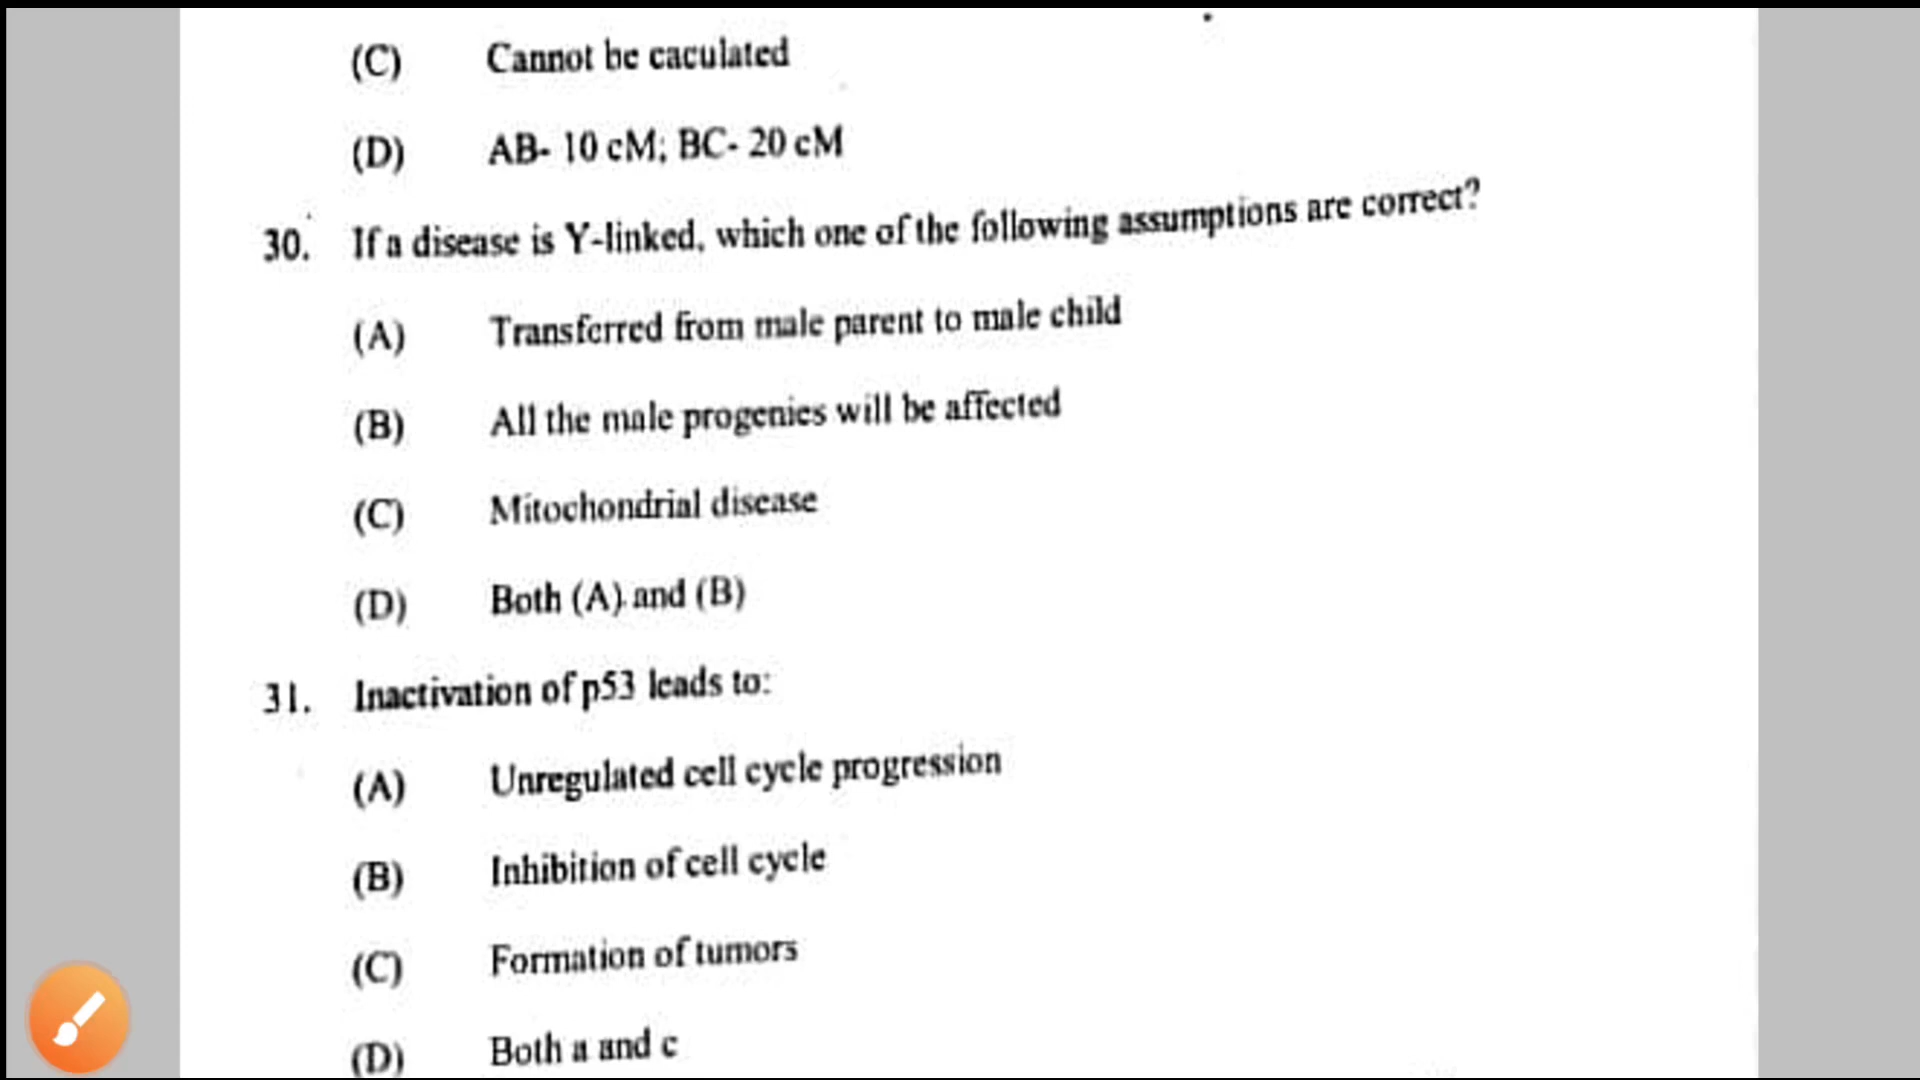 (C) Cannot be caculated
(D) AB- 10 cM; BC- 20 cM
30. If a disease is Y-linked, which one of the following assumptions are correct?
(A) Transferred from male parent to male child
(B) All the male progenies will be affected
(C) Mitochondrial disease
(D) Both (A) and (B)
31. Inactivation of p53 leads to:
(A) Unregulated cell cycle progression
(B) Inhibition of cell cycle
(C) Formation of tumors
(D) Both a and c